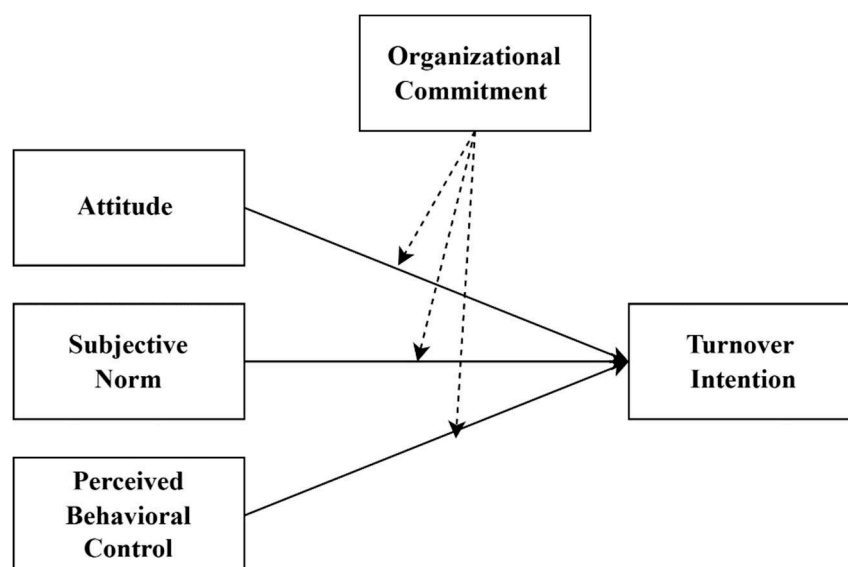 Organizational
Commitment
Attitude
Subjective
Norm
Turnover
Intention
Perceived
Behavioral
Control